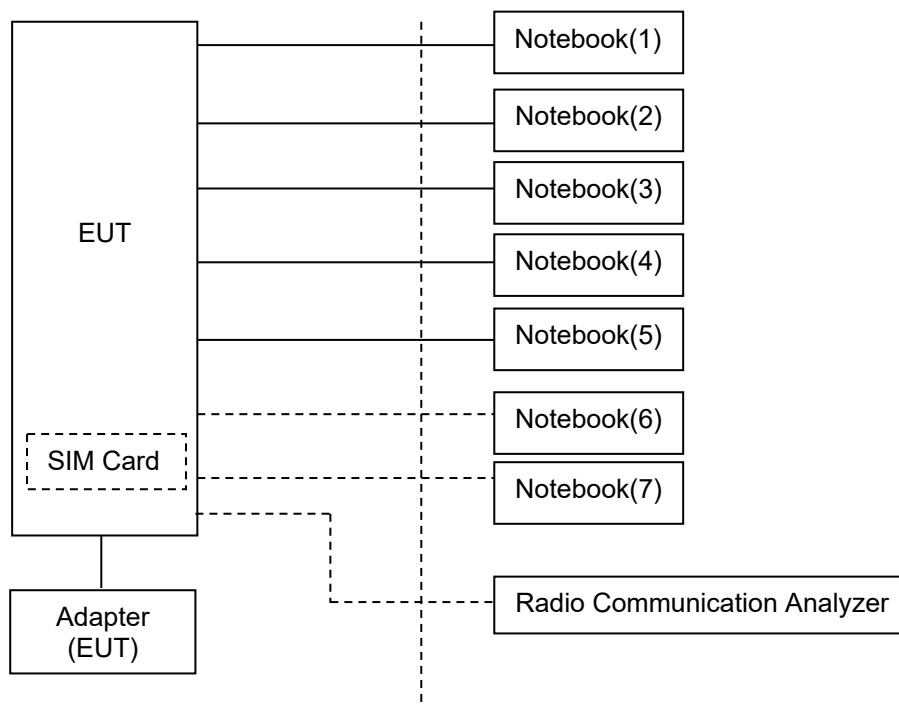 Notebook(1)
Notebook(2)
Notebook(3)
EUT
Notebook(4)
Notebook(5)
Notebook(6)
SIM Card
Notebook(7)
Radio Communication Analyzer
Adapter
(EUT)